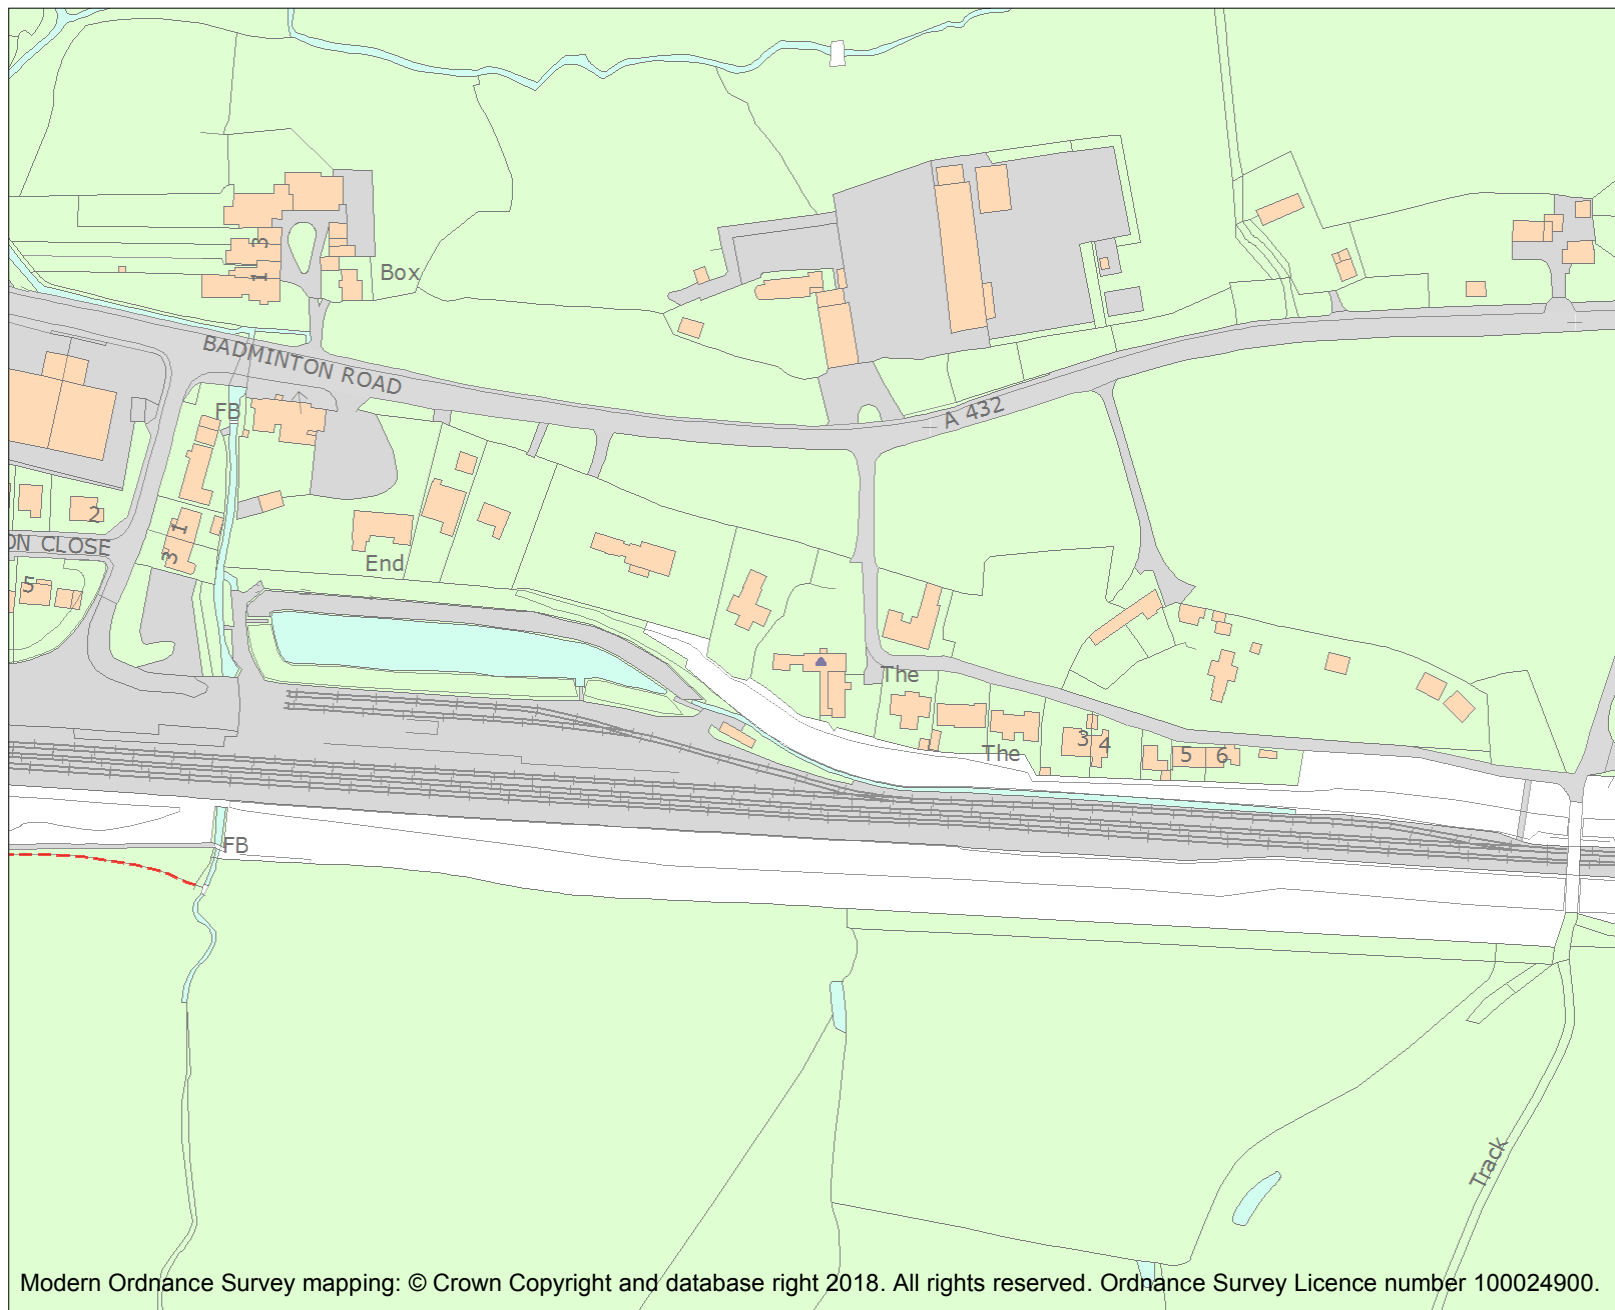 3
1
Box
BADMINTON ROAD
FB
A 432
2
1
3
ON CLOSE
End
5
The
The
3
4
5
6
FB
Track
Modern Ordnance Survey mapping: © Crown Copyright and database right 2018. All rights reserved. Ordnance Survey Licence number 100024900.